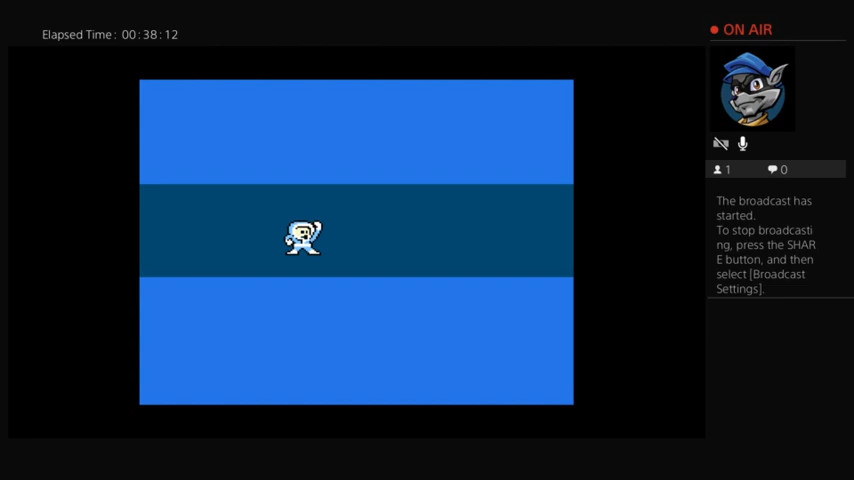 Elapsed Time: 00:38:12
ON AIR
1
0
The broadcast has
started.
To stop broadcasti
ng, press the SHAR
E button, and then
select [Broadcast
Settings].